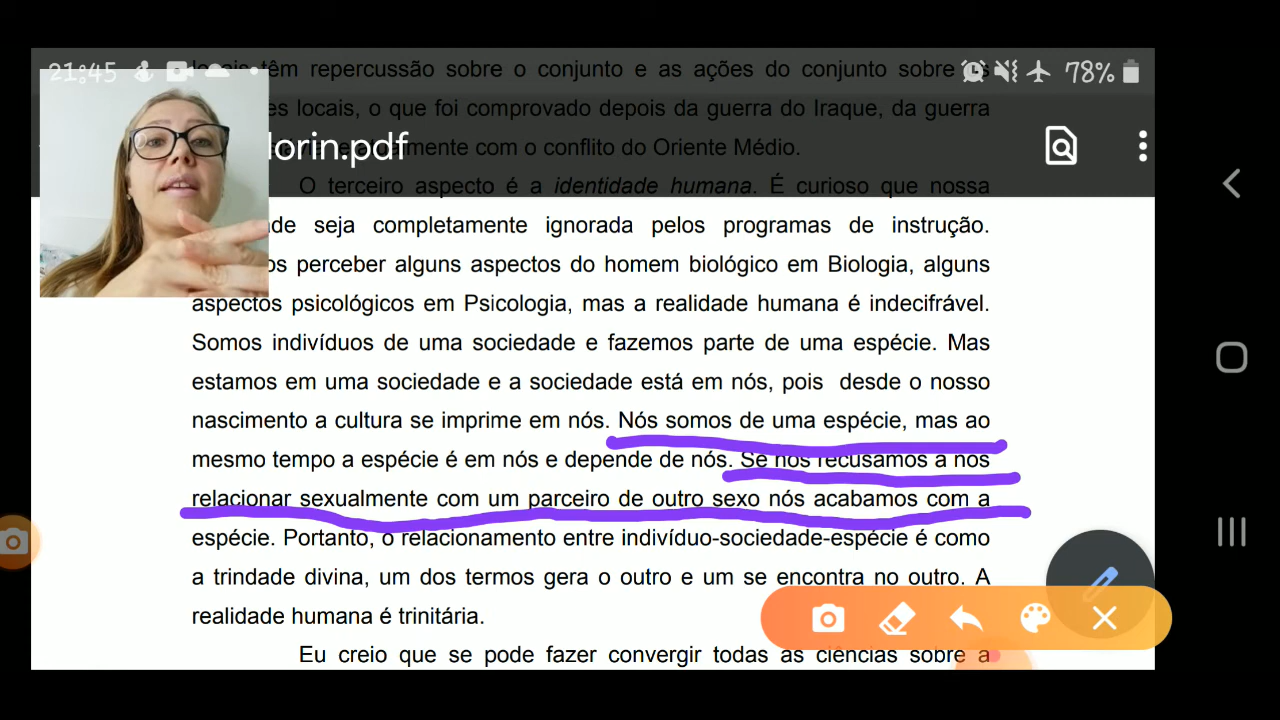 21:45
78%
têm repercussão sobre o conjunto e as ações do conjunto sobre
locais, o que foi comprovado depois da guerra do Iraque, da guerra
orin.pdf
com o conflito do Oriente Médio.
O terceiro aspecto é a identidade humana. É curioso que nossa
seja completamente ignorada pelos programas de instrução.
perceber alguns aspectos do homem biológico em Biologia, alguns
aspectos psicológicos em Psicologia, mas a realidade humana é indecifrável.
Somos indivíduos de uma sociedade e fazemos parte de uma espécie. Mas
estamos em uma sociedade e a sociedade está em nós, pois desde o nosso
nascimento a cultura se imprime em nós. Nós somos de uma espécie, mas ao
mesmo tempo a espécie é em nós e depende de nós. Se nos recusamos a nos
relacionar sexualmente com um parceiro de outro sexo nós acabamos com a
espécie. Portanto, o relacionamento entre indivíduo-sociedade-espécie é como
a trindade divina, um dos termos gera o outro e um se encontra no outro. A
realidade humana é trinitária.
Eu creio que se pode fazer convergir todas as ciências sobre a